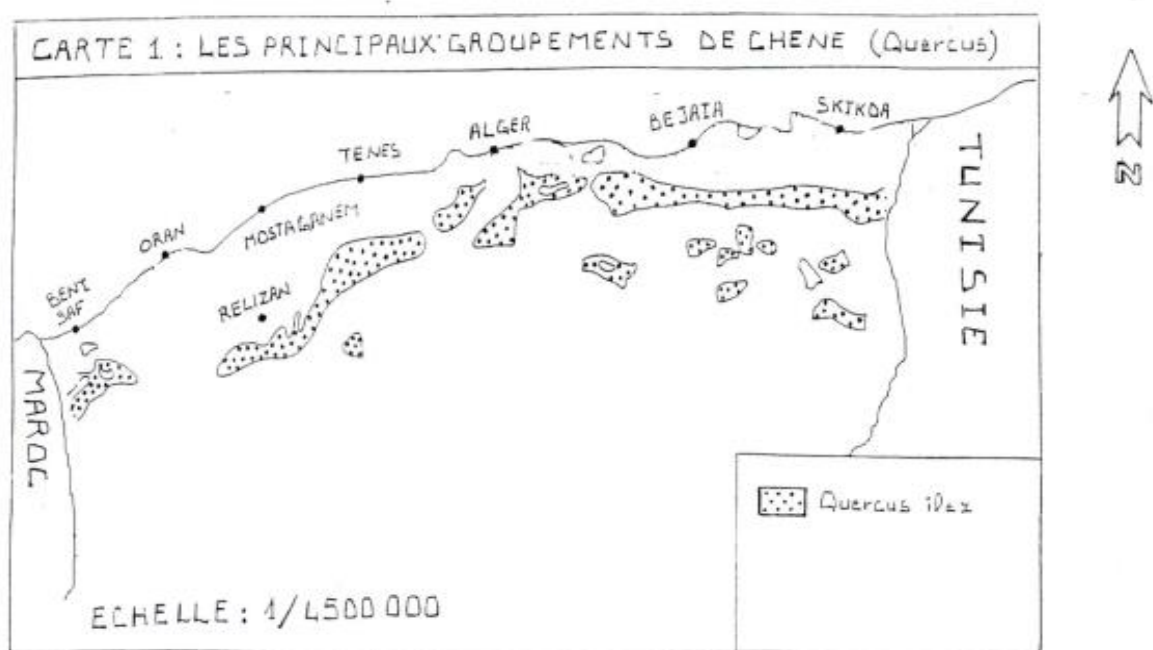 CARTE 1 : LES PRINCIPAUX GROUPEMENTS DE CHENE (Quercus)
N
SKIKDA
BEJAIA
ALGER
TENES
MOSTAGANEM
ORAN
BENI
SAF
RELIZAN
TUNISIE
MAROC
Quercus ilex
ECHELLE : 1/4500 000